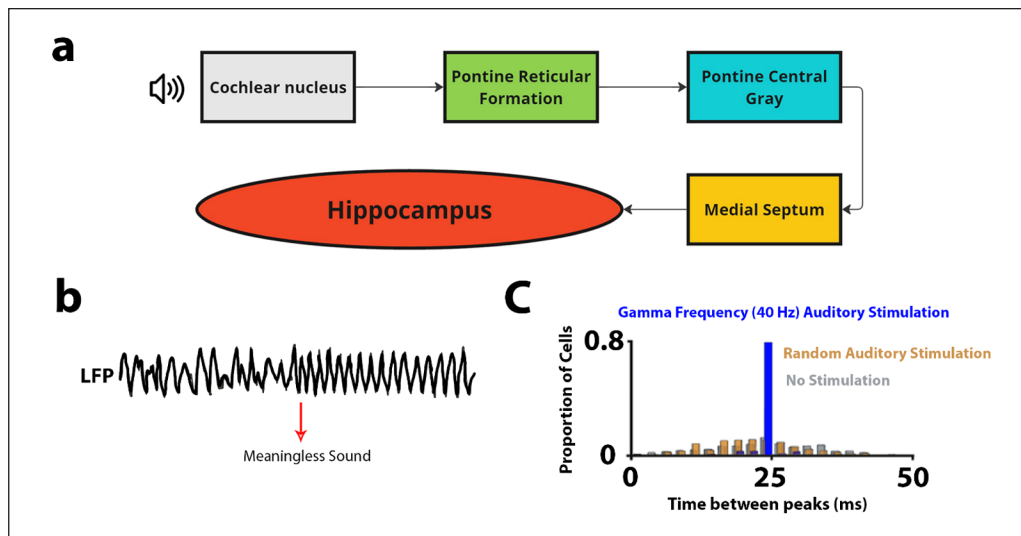 a
Cochlear nucleus
Pontine Reticular
Formation
Pontine Central
Gray
Hippocampus
Medial Septum
b
LFP
Meaningless Sound
C
Gamma Frequency (40 Hz) Auditory Stimulation
Random Auditory Stimulation
No Stimulation
Proportion of Cells
0.8
0
0
25
50
Time between peaks (ms)